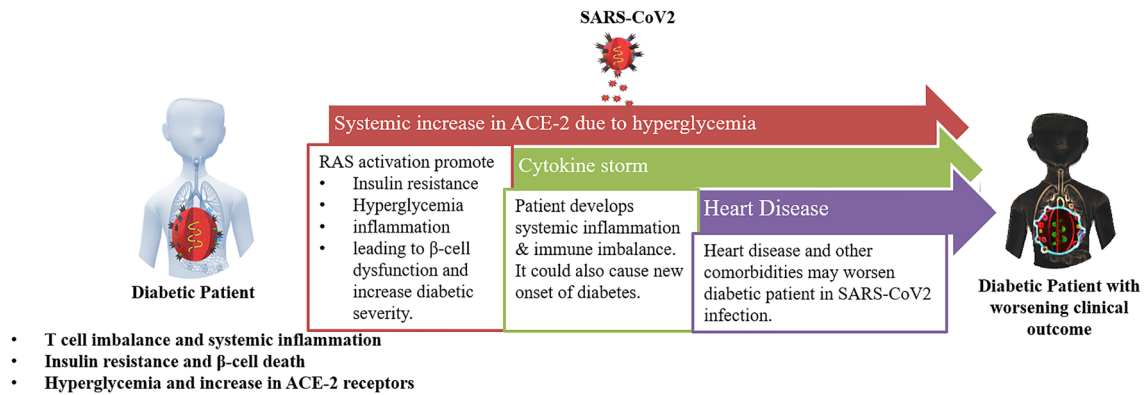 SARS-CoV2
Systemic increase in ACE-2 due to hyperglycemia
RAS activation promote
• Insulin resistance
• Hyperglycemia
• inflammation
• leading to β-cell
dysfunction and
increase diabetic
severity.
Cytokine storm
Patient develops
systemic inflammation
& immune imbalance.
It could also cause new
onset of diabetes.
Heart Disease
Heart disease and other
comorbidities may worsen
diabetic patient in SARS-CoV2
infection.
Diabetic Patient
Diabetic Patient with
worsening clinical
outcome
• T cell imbalance and systemic inflammation
• Insulin resistance and β-cell death
• Hyperglycemia and increase in ACE-2 receptors